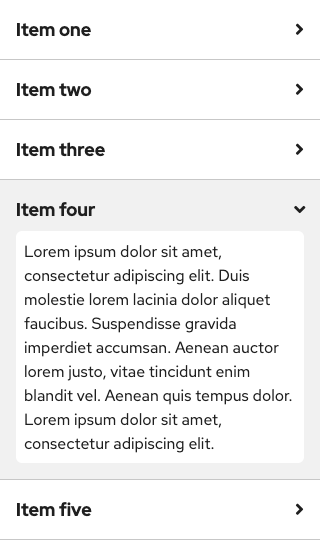 Item one
Item two
Item three
Item four
Lorem ipsum dolor sit amet,
consectetur adipiscing elit. Duis
molestie lorem lacinia dolor aliquet
faucibus. Suspendisse gravida
imperdiet accumsan. Aenean auctor
lorem justo, vitae tincidunt enim
blandit vel. Aenean quis tempus dolor.
Lorem ipsum dolor sit amet,
consectetur adipiscing elit.
Item five